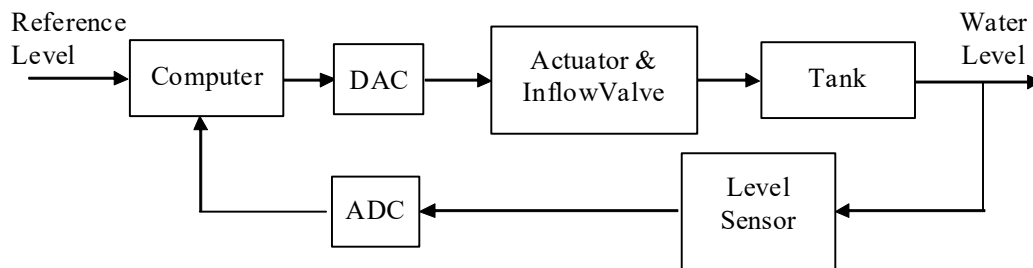 Reference
Level
Computer
DAC
Actuator &
InflowValve
Tank
Water
Level
ADC
Level
Sensor